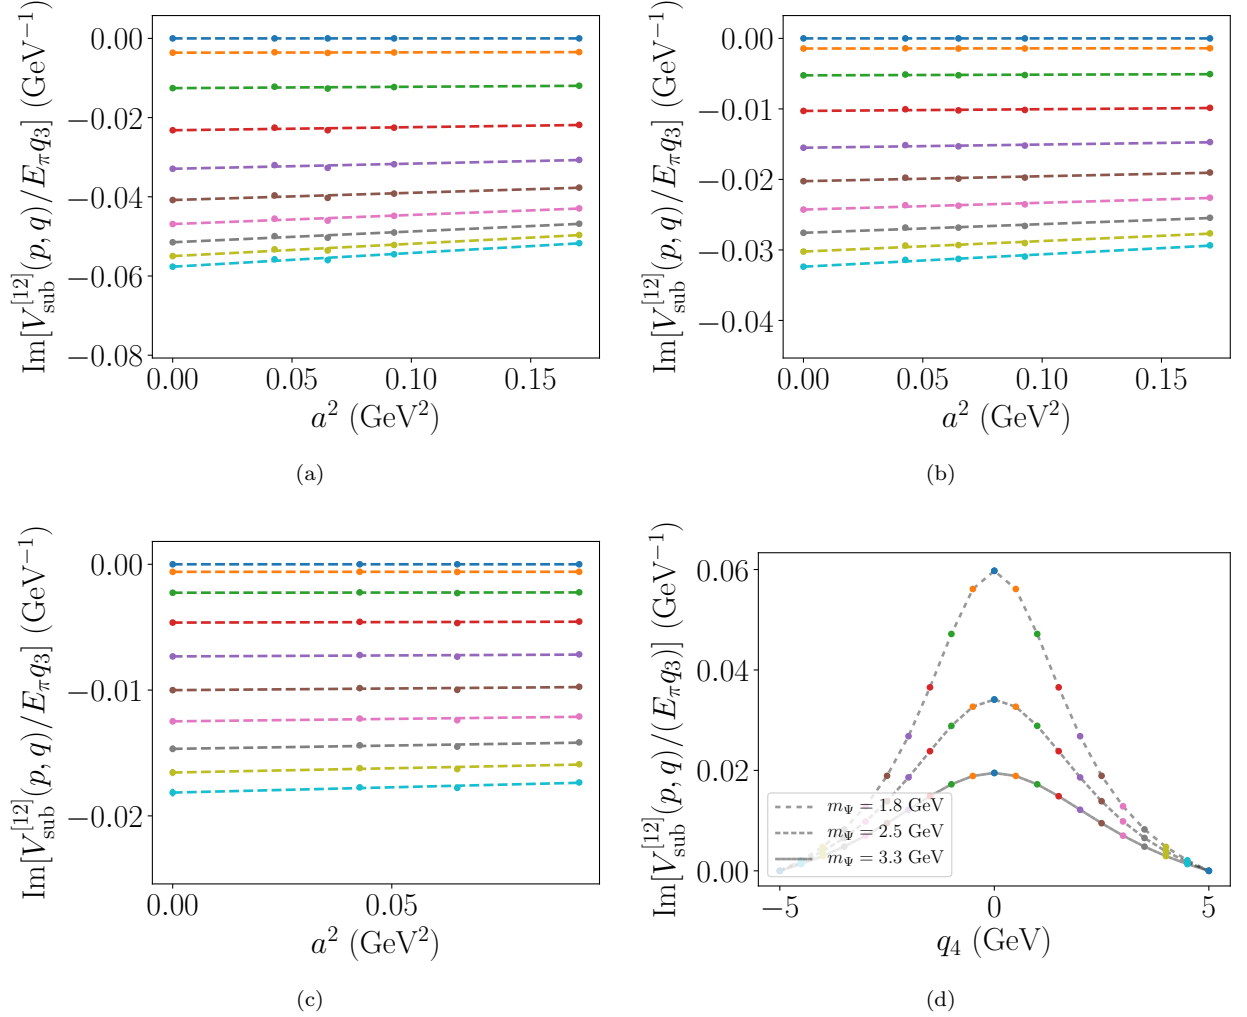 Im[V_sub^[12](p, q)/E_π q_3] (GeV^−1)
0.00
−0.02
−0.04
−0.06
−0.08
0.00 0.05 0.10 0.15
a^2 (GeV^2)
(a)
Im[V_sub^[12](p, q)/E_π q_3] (GeV^−1)
0.00
−0.01
−0.02
−0.03
−0.04
0.00 0.05 0.10 0.15
a^2 (GeV^2)
(b)
Im[V_sub^[12](p, q)/E_π q_3] (GeV^−1)
0.00
−0.01
−0.02
0.00 0.05
a^2 (GeV^2)
(c)
Im[V_sub^[12](p, q)/(E_π q_3)] (GeV^−1)
0.06
0.04
0.02
0.00
m_Ψ = 1.8 GeV
m_Ψ = 2.5 GeV
m_Ψ = 3.3 GeV
−5 0 5
q_4 (GeV)
(d)